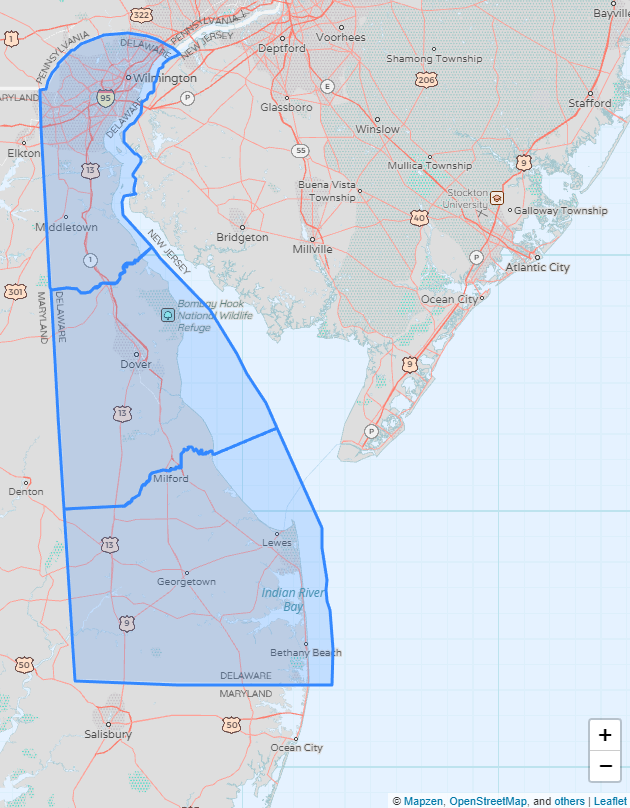 322
1
PENNSYLVANIA
DELAWARE
PENNSYLVANIA
NEW JERSEY
Deptford
Voorhees
Bayville
Shamong Township
206
PENNSYLVANIA
DELAWARE
Wilmington
MARYLAND
95
P
E
Glassboro
Stafford
DELAWARE
Winslow
Elkton
55
Mullica Township
9
13
Buena Vista
Township
Stockton
University
40
Galloway Township
Middletown
Bridgeton
Millville
NEW JERSEY
1
P
Atlantic City
301
MARYLAND
DELAWARE
Ocean City
Bombay Hook
National Wildlife
Refuge
Dover
9
13
P
Milford
Denton
13
Lewes
Georgetown
Indian River
Bay
9
Bethany Beach
50
DELAWARE
MARYLAND
Salisbury
50
Ocean City
+
−
© Mapzen, OpenStreetMap, and others | Leaflet